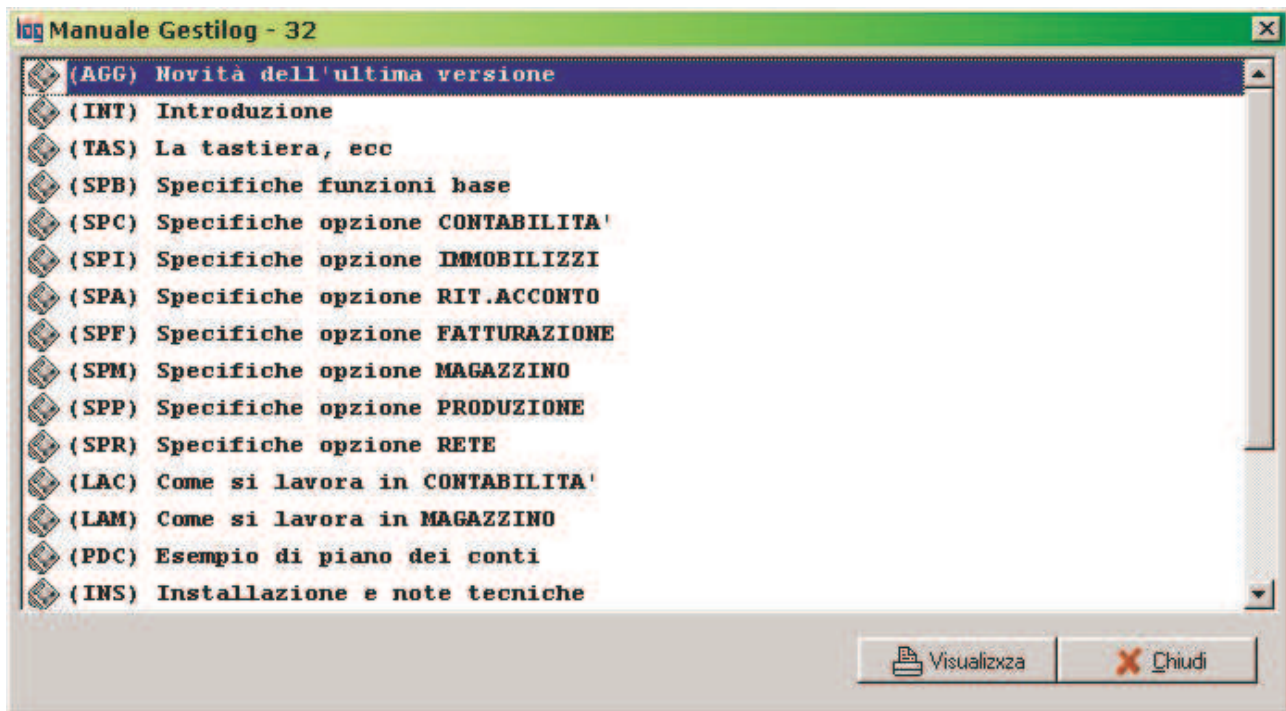 log Manuale Gestilog - 32
(AGG) Novità dell'ultima versione
(INT) Introduzione
(TAS) La tastiera, ecc
(SPB) Specifiche funzioni base
(SPC) Specifiche opzione CONTABILITA'
(SPI) Specifiche opzione IMMOBILIZZI
(SPA) Specifiche opzione RIT.ACCONTO
(SPF) Specifiche opzione FATTURAZIONE
(SPM) Specifiche opzione MAGAZZINO
(SPP) Specifiche opzione PRODUZIONE
(SPR) Specifiche opzione RETE
(LAC) Come si lavora in CONTABILITA'
(LAM) Come si lavora in MAGAZZINO
(PDC) Esempio di piano dei conti
(INS) Installazione e note tecniche
Visualizxza
Chiudi